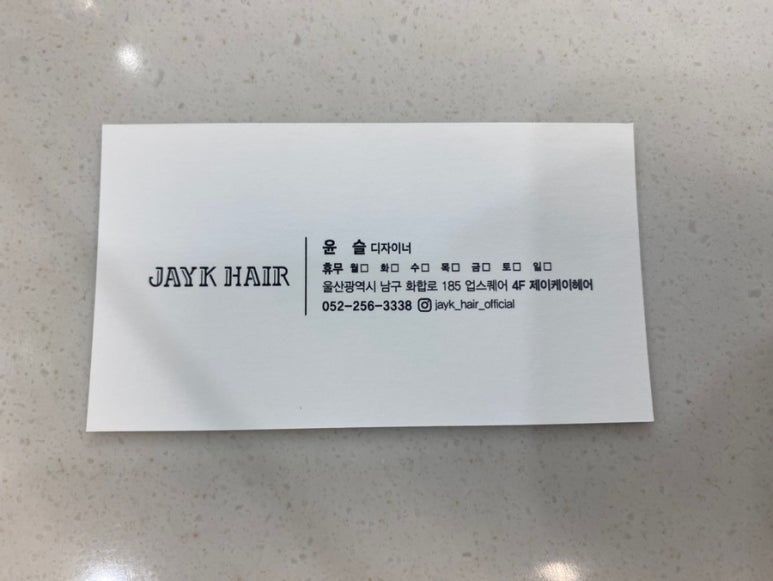 JAYK HAIR
윤 슬 디자이너
휴무 월□ 화□ 수□ 목□ 금□ 토□ 일□
울산광역시 남구 화합로 185 업스퀘어 4F 제이케이헤어
052-256-3338 jayk_hair_official